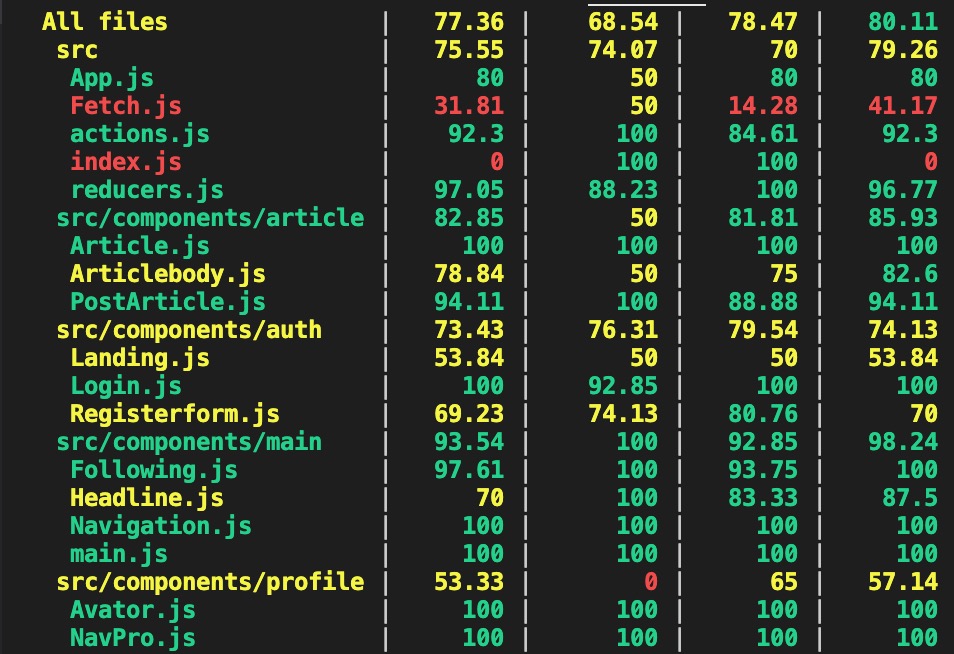 All files | 77.36 | 68.54 | 78.47 | 80.11
src | 75.55 | 74.07 | 70 | 79.26
App.js | 80 | 50 | 80 | 80
Fetch.js | 31.81 | 50 | 14.28 | 41.17
actions.js | 92.3 | 100 | 84.61 | 92.3
index.js | 0 | 100 | 100 | 0
reducers.js | 97.05 | 88.23 | 100 | 96.77
src/components/article | 82.85 | 50 | 81.81 | 85.93
Article.js | 100 | 100 | 100 | 100
Articlebody.js | 78.84 | 50 | 75 | 82.6
PostArticle.js | 94.11 | 100 | 88.88 | 94.11
src/components/auth | 73.43 | 76.31 | 79.54 | 74.13
Landing.js | 53.84 | 50 | 50 | 53.84
Login.js | 100 | 92.85 | 100 | 100
Registerform.js | 69.23 | 74.13 | 80.76 | 70
src/components/main | 93.54 | 100 | 92.85 | 98.24
Following.js | 97.61 | 100 | 93.75 | 100
Headline.js | 70 | 100 | 83.33 | 87.5
Navigation.js | 100 | 100 | 100 | 100
main.js | 100 | 100 | 100 | 100
src/components/profile | 53.33 | 0 | 65 | 57.14
Avator.js | 100 | 100 | 100 | 100
NavPro.js | 100 | 100 | 100 | 100